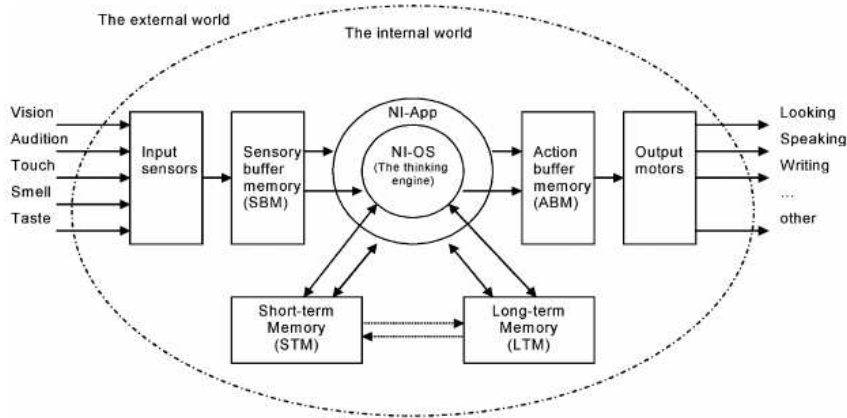 The external world
The internal world
Vision
Audition
Touch
Smell
Taste
Input
sensors
Sensory
buffer
memory
(SBM)
NI-App
NI-OS
(The thinking
engine)
Action
buffer
memory
(ABM)
Output
motors
Looking
Speaking
Writing
...
other
Short-term
Memory
(STM)
Long-term
Memory
(LTM)